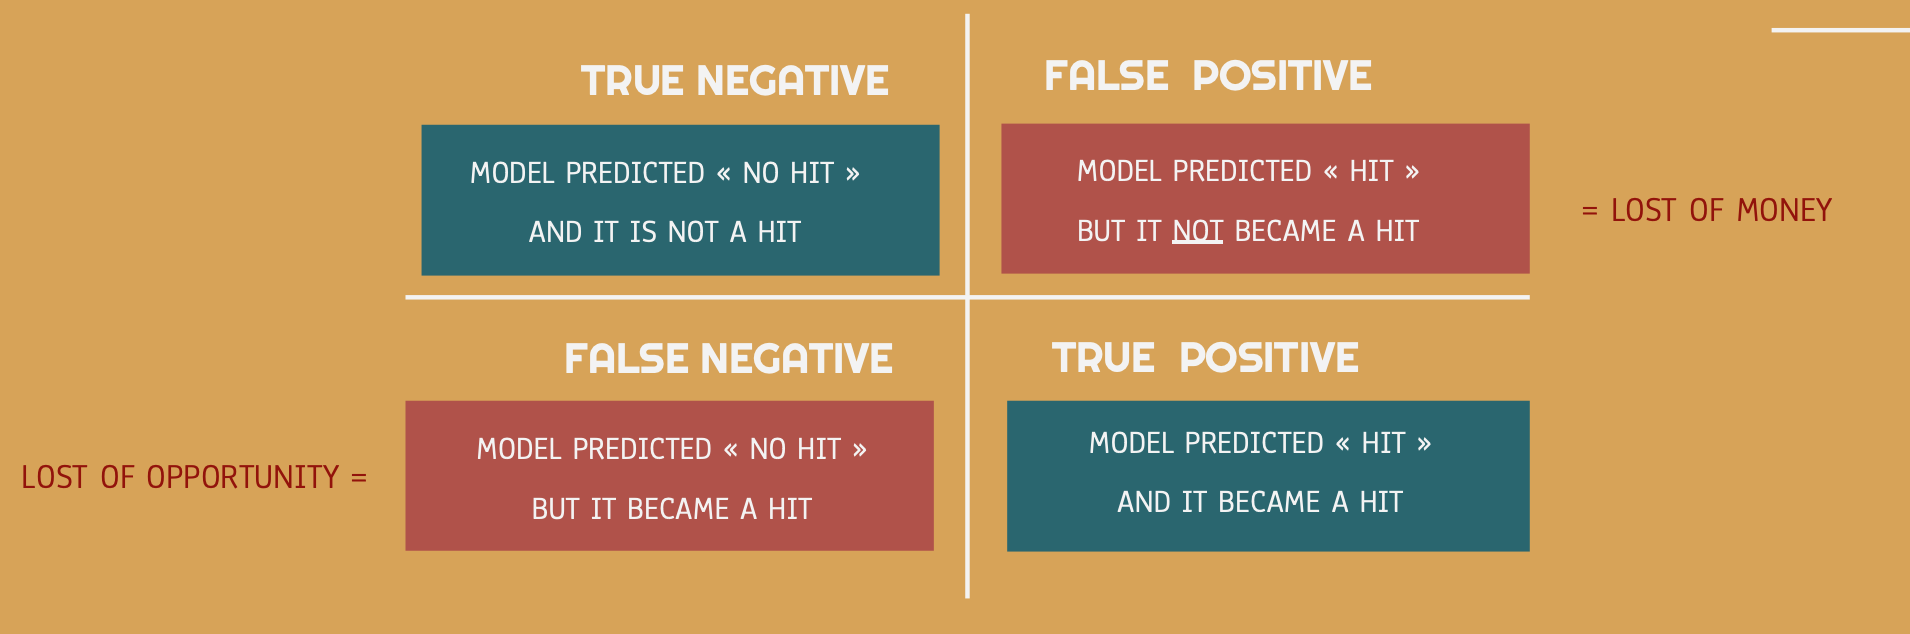 TRUE NEGATIVE
MODEL PREDICTED « NO HIT »
AND IT IS NOT A HIT
FALSE POSITIVE
MODEL PREDICTED « HIT »
BUT IT NOT BECAME A HIT
= LOST OF MONEY
LOST OF OPPORTUNITY =
FALSE NEGATIVE
MODEL PREDICTED « NO HIT »
BUT IT BECAME A HIT
TRUE POSITIVE
MODEL PREDICTED « HIT »
AND IT BECAME A HIT